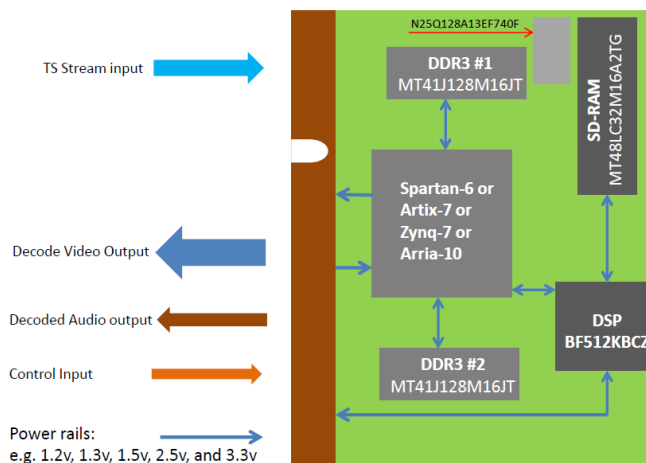 N25Q128A13EF740F
TS Stream input
DDR3 #1
MT41J128M16JT
SD-RAM
MT48LC32M16A2TG
Spartan-6 or
Artix-7 or
Zynq-7 or
Arria-10
Decode Video Output
Decoded Audio output
DSP
BF512KBCZ
DDR3 #2
MT41J128M16JT
Control Input
Power rails:
e.g. 1.2v, 1.3v, 1.5v, 2.5v, and 3.3v